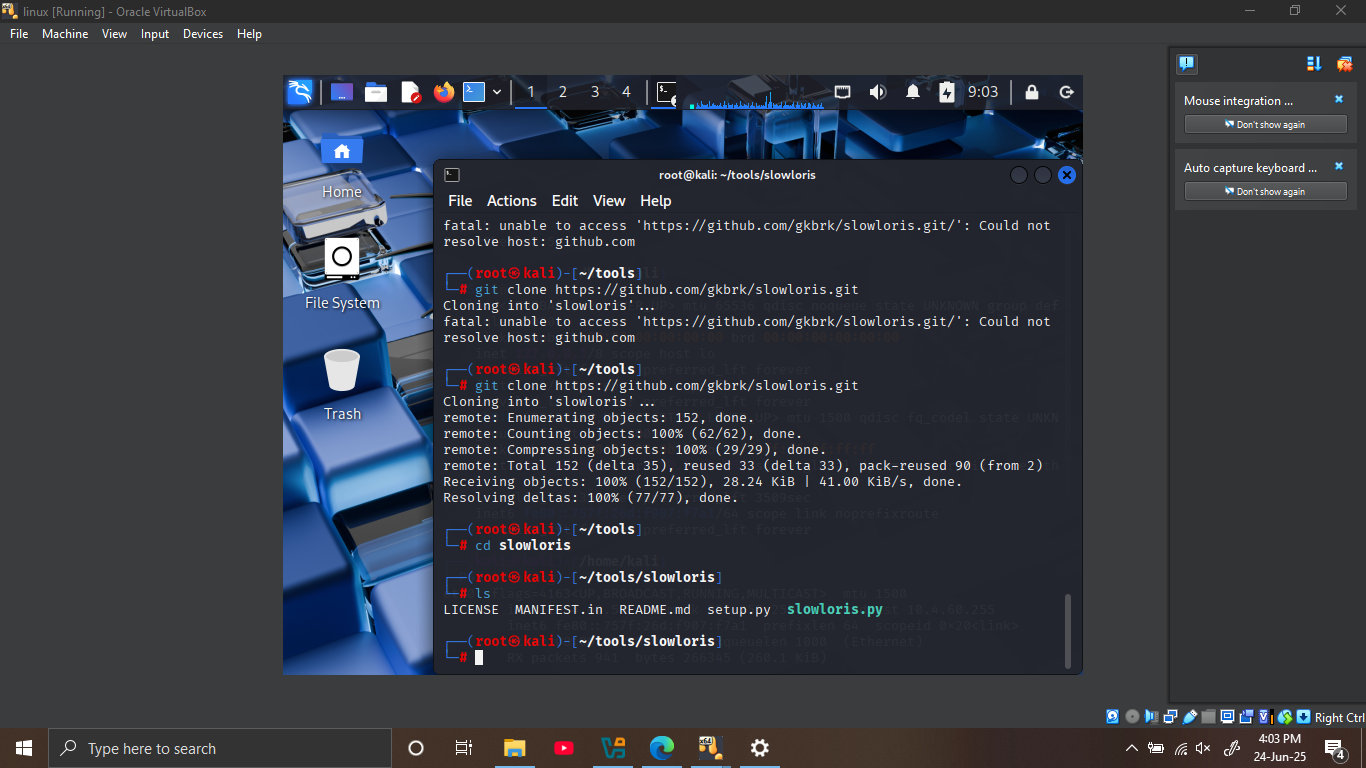 linux [Running] - Oracle VirtualBox
File Machine View Input Devices Help
1 2 3 4 9:03
Home
File System
Trash
root@kali: ~/tools/slowloris
File Actions Edit View Help
fatal: unable to access 'https://github.com/gkbrk/slowloris.git/': Could not
resolve host: github.com
┌──(root㉿kali)-[~/tools]
└─# git clone https://github.com/gkbrk/slowloris.git
Cloning into 'slowloris'...
fatal: unable to access 'https://github.com/gkbrk/slowloris.git/': Could not
resolve host: github.com
┌──(root㉿kali)-[~/tools]
└─# git clone https://github.com/gkbrk/slowloris.git
Cloning into 'slowloris'...
remote: Enumerating objects: 152, done.
remote: Counting objects: 100% (62/62), done.
remote: Compressing objects: 100% (29/29), done.
remote: Total 152 (delta 35), reused 33 (delta 33), pack-reused 90 (from 2)
Receiving objects: 100% (152/152), 28.24 KiB | 41.00 KiB/s, done.
Resolving deltas: 100% (77/77), done.
┌──(root㉿kali)-[~/tools]
└─# cd slowloris
┌──(root㉿kali)-[~/tools/slowloris]
└─# ls
LICENSE MANIFEST.in README.md setup.py slowloris.py
┌──(root㉿kali)-[~/tools/slowloris]
└─#
Mouse integration ...
Don't show again
Auto capture keyboard ...
Don't show again
Right Ctrl
Type here to search
4:03 PM
24-Jun-25
4